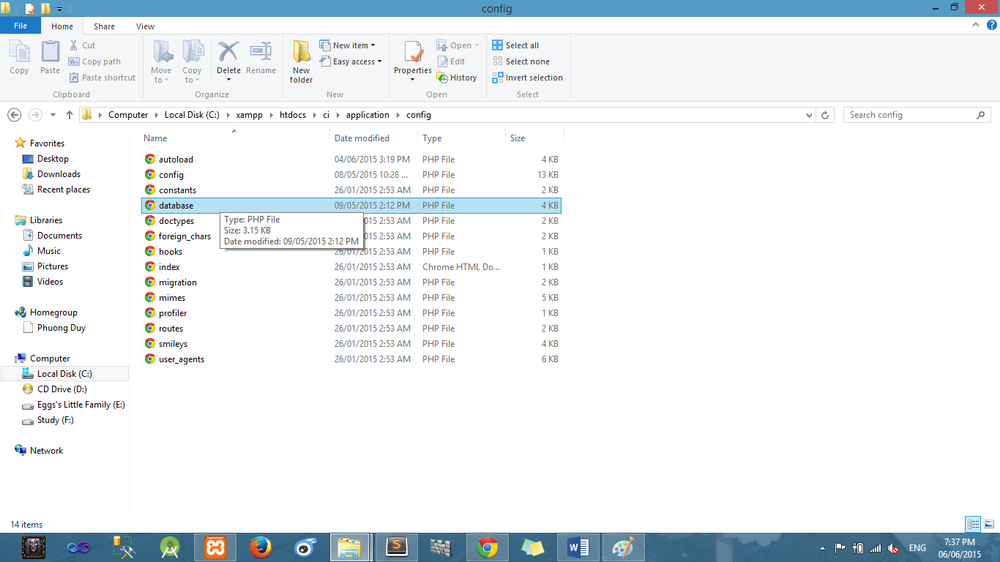 config
File Home Share View
Copy
Paste
Cut
Copy path
Paste shortcut
Clipboard
Move to
Copy to
Delete
Rename
Organize
New folder
New item
Easy access
New
Properties
Open
Edit
History
Open
Select all
Select none
Invert selection
Select
Computer Local Disk (C:) xampp htdocs ci application config
Search config
Favorites
Desktop
Downloads
Recent places
Libraries
Documents
Music
Pictures
Videos
Homegroup
Phuong Duy
Computer
Local Disk (C:)
CD Drive (D:)
Eggs's Little Family (E:)
Study (F:)
Network
Name Date modified Type Size
autoload 04/06/2015 3:19 PM PHP File 4 KB
config 08/05/2015 10:28 ... PHP File 13 KB
constants 26/01/2015 2:53 AM PHP File 2 KB
database 09/05/2015 2:12 PM PHP File 4 KB
doctypes 015 2:53 AM PHP File 2 KB
foreign_chars 015 2:53 AM PHP File 2 KB
hooks 26/01/2015 2:53 AM PHP File 1 KB
index 26/01/2015 2:53 AM Chrome HTML Do... 1 KB
migration 26/01/2015 2:53 AM PHP File 2 KB
mimes 26/01/2015 2:53 AM PHP File 5 KB
profiler 26/01/2015 2:53 AM PHP File 1 KB
routes 26/01/2015 2:53 AM PHP File 2 KB
smileys 26/01/2015 2:53 AM PHP File 4 KB
user_agents 26/01/2015 2:53 AM PHP File 6 KB
Type: PHP File
Size: 3.15 KB
Date modified: 09/05/2015 2:12 PM
14 items
ENG
7:37 PM
06/06/2015